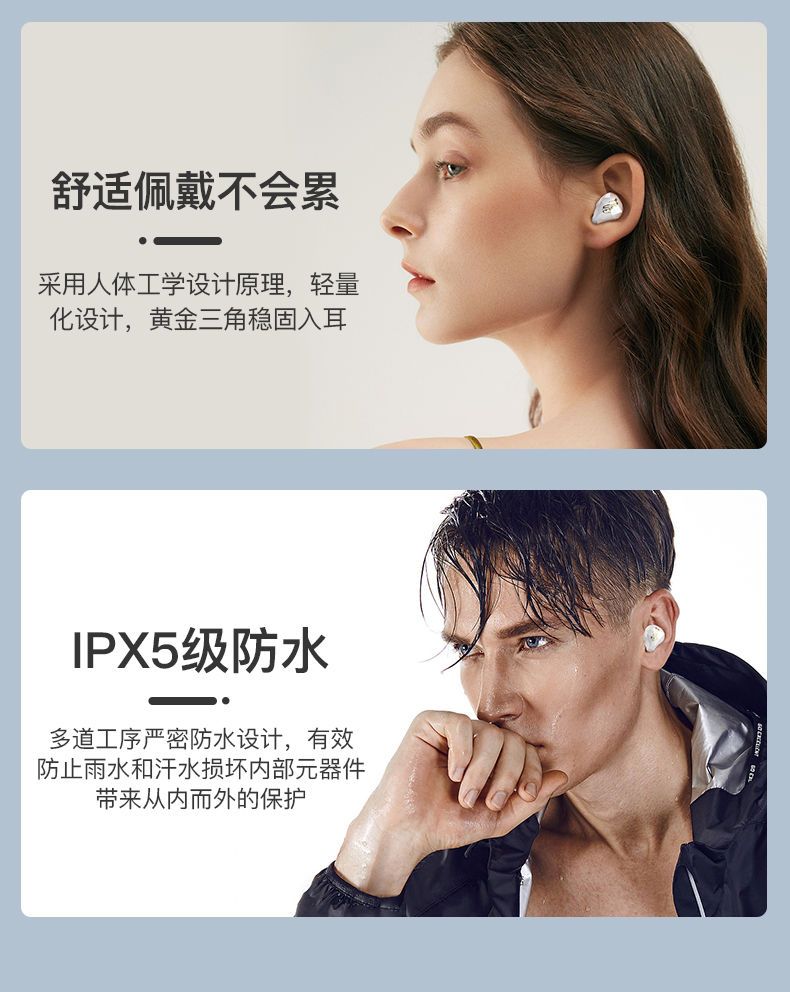 舒适佩戴不会累
采用人体工学设计原理，轻量
化设计，黄金三角稳固入耳
IPX5级防水
多道工序严密防水设计，有效
防止雨水和汗水损坏内部元器件
带来从内而外的保护
GO EXCELLENT